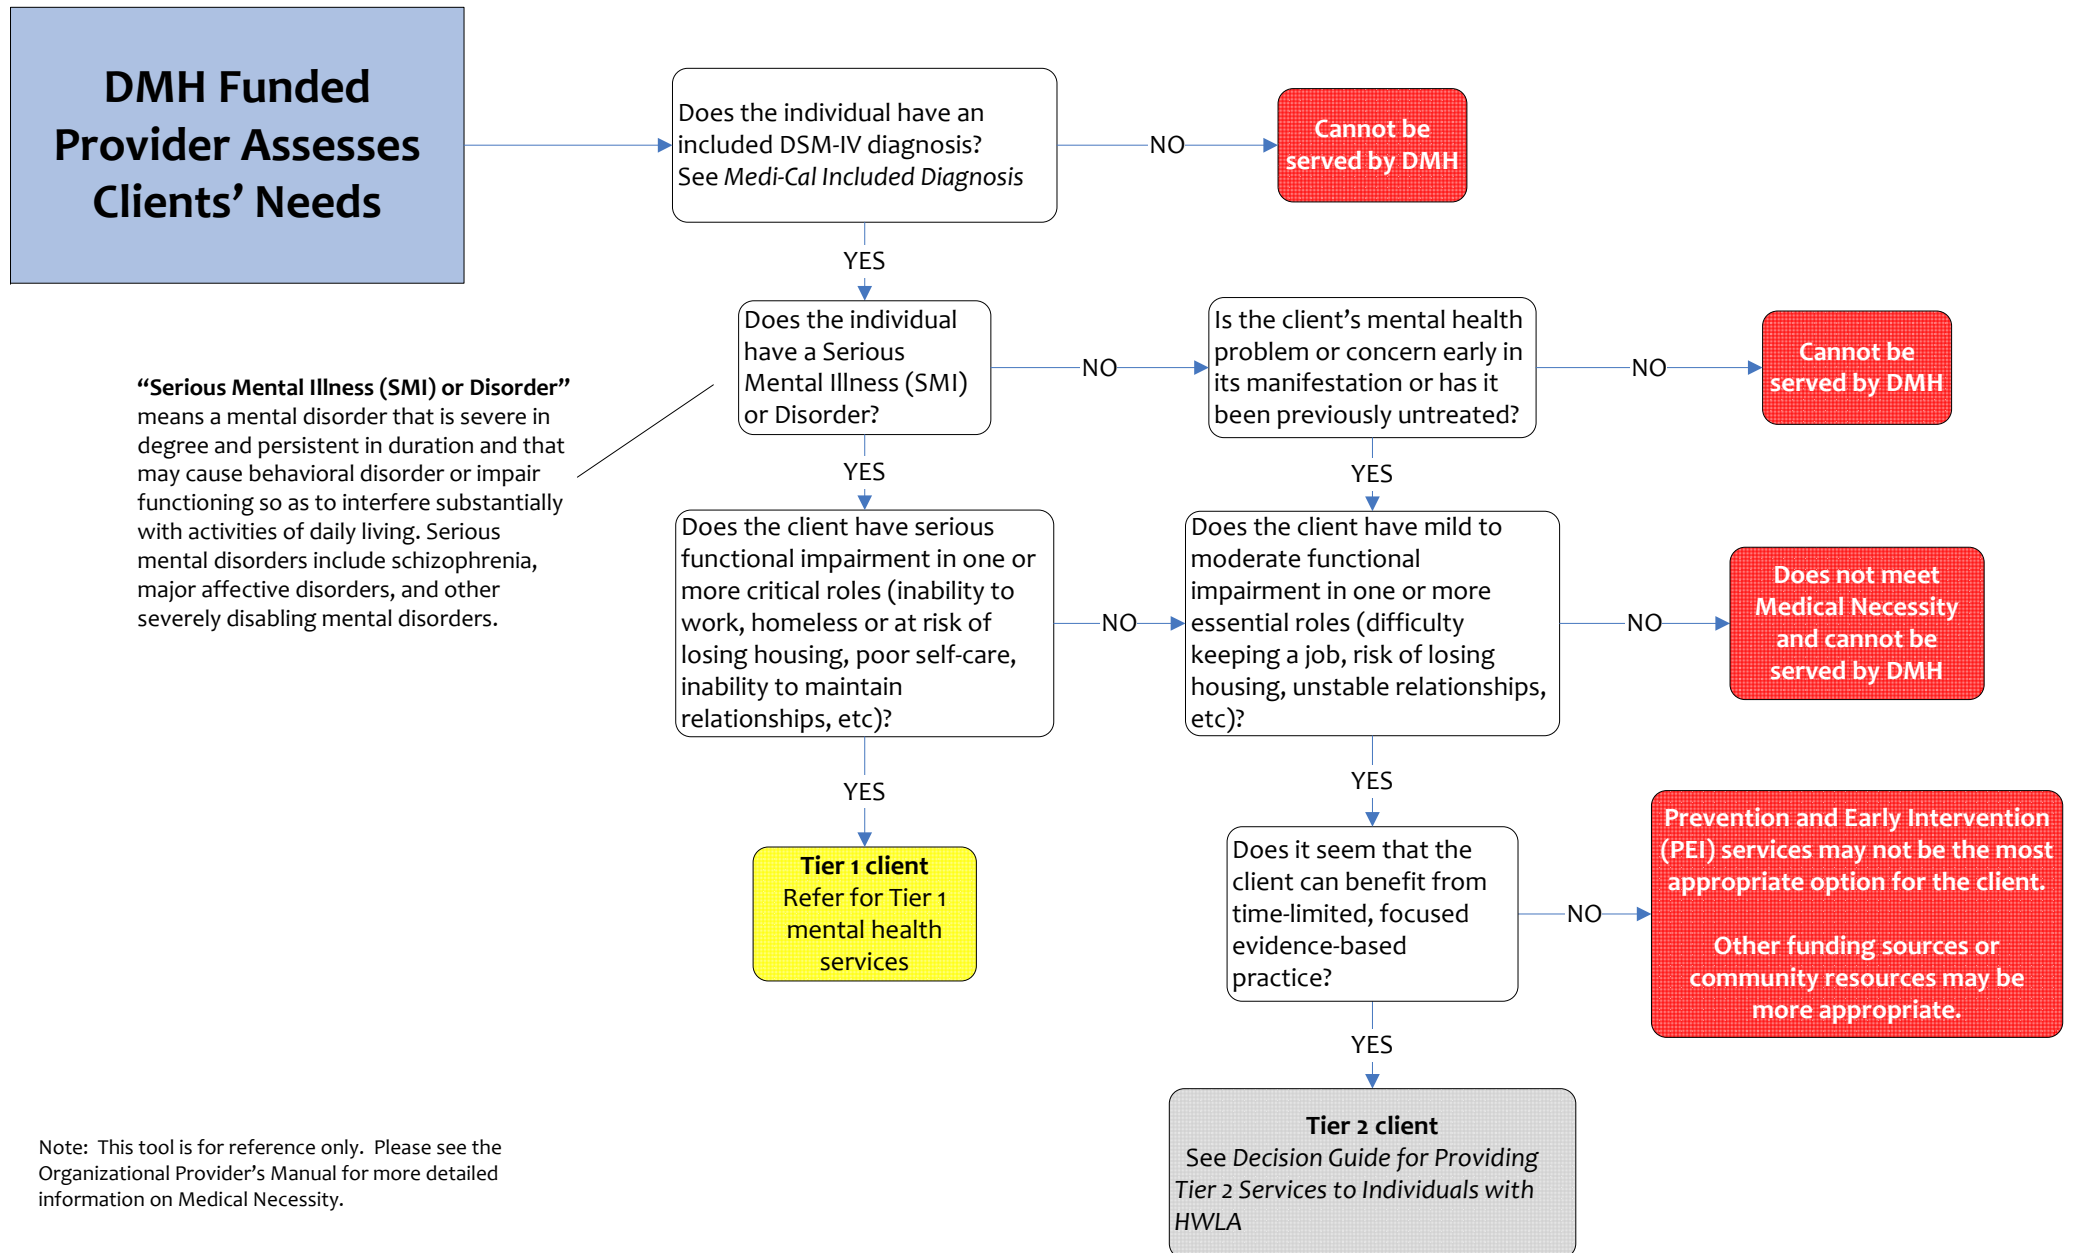 DMH Funded
Provider Assesses
Clients’ Needs
Does the individual have an
included DSM-IV diagnosis?
See Medi-Cal Included Diagnosis
NO
Cannot be
served by DMH
YES
Does the individual
have a Serious
Mental Illness (SMI)
or Disorder?
NO
Is the client’s mental health
problem or concern early in
its manifestation or has it
been previously untreated?
NO
Cannot be
served by DMH
“Serious Mental Illness (SMI) or Disorder”
means a mental disorder that is severe in
degree and persistent in duration and that
may cause behavioral disorder or impair
functioning so as to interfere substantially
with activities of daily living. Serious
mental disorders include schizophrenia,
major affective disorders, and other
severely disabling mental disorders.
YES
YES
Does the client have serious
functional impairment in one or
more critical roles (inability to
work, homeless or at risk of
losing housing, poor self-care,
inability to maintain
relationships, etc)?
NO
Does the client have mild to
moderate functional
impairment in one or more
essential roles (difficulty
keeping a job, risk of losing
housing, unstable relationships,
etc)?
NO
Does not meet
Medical Necessity
and cannot be
served by DMH
YES
YES
Tier 1 client
Refer for Tier 1
mental health
services
Does it seem that the
client can benefit from
time-limited, focused
evidence-based
practice?
NO
Prevention and Early Intervention
(PEI) services may not be the most
appropriate option for the client.
Other funding sources or
community resources may be
more appropriate.
YES
Tier 2 client
See Decision Guide for Providing
Tier 2 Services to Individuals with
HWLA
Note:  This tool is for reference only.  Please see the
Organizational Provider’s Manual for more detailed
information on Medical Necessity.